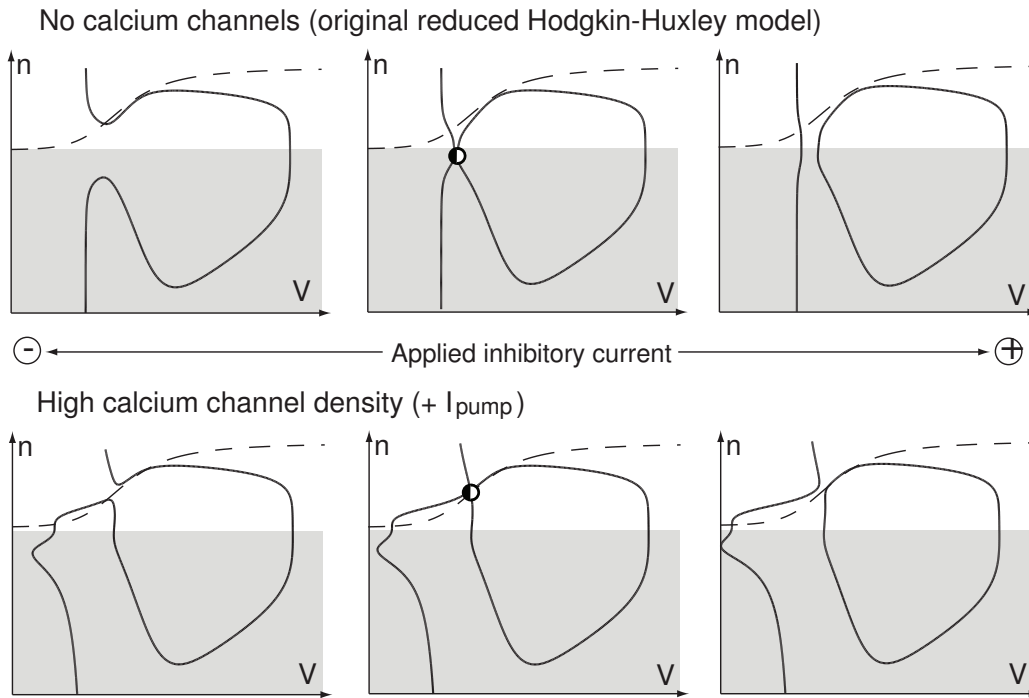 No calcium channels (original reduced Hodgkin-Huxley model)
n
n
n
V
V
V
-
Applied inhibitory current
+
High calcium channel density (+ Ipump)
n
n
n
V
V
V